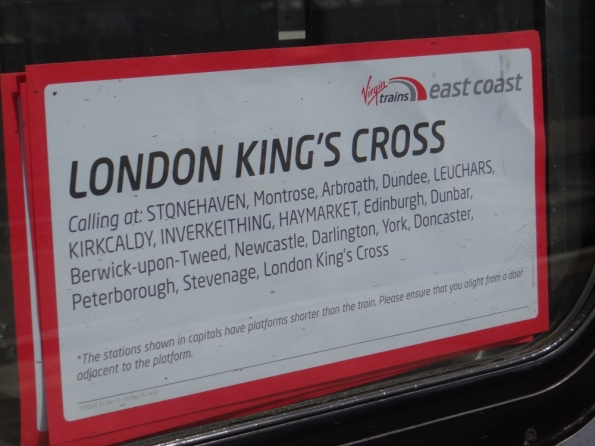 Virgin trains east coast
LONDON KING'S CROSS
Calling at: STONEHAVEN, Montrose, Arbroath, Dundee, LEUCHARS,
KIRKCALDY, INVERKEITHING, HAYMARKET, Edinburgh, Dunbar,
Berwick-upon-Tweed, Newcastle, Darlington, York, Doncaster,
Peterborough, Stevenage, London King's Cross
*The stations shown in capitals have platforms shorter than the train. Please ensure that you alight from a door
adjacent to the platform.